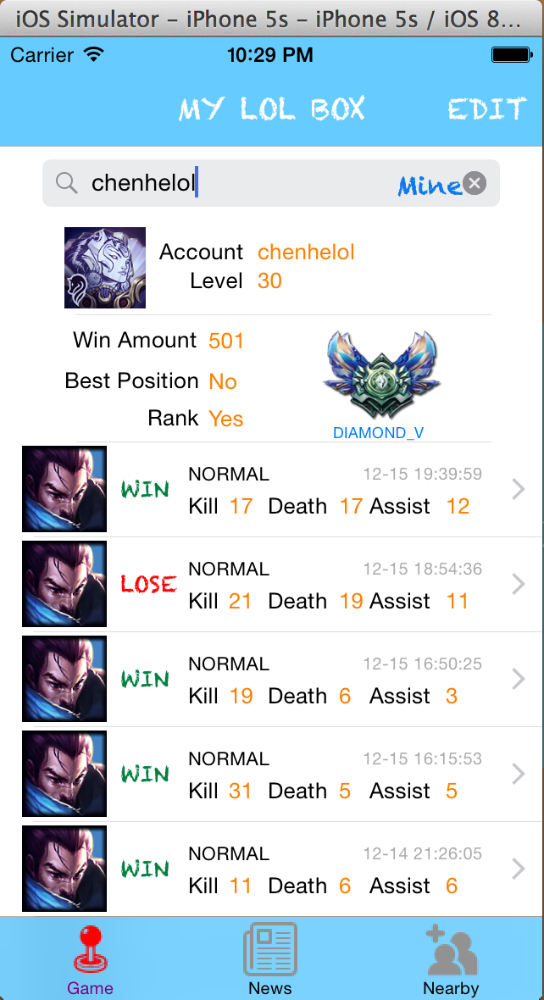 iOS Simulator - iPhone 5s - iPhone 5s / iOS 8...
Carrier 10:29 PM
MY LOL BOX EDIT
chenhelol Mine
Account chenhelol
Level 30
Win Amount 501
Best Position No
Rank Yes
DIAMOND_V
NORMAL 12-15 19:39:59
WIN
Kill 17 Death 17 Assist 12
NORMAL 12-15 18:54:36
LOSE
Kill 21 Death 19 Assist 11
NORMAL 12-15 16:50:25
WIN
Kill 19 Death 6 Assist 3
NORMAL 12-15 16:15:53
WIN
Kill 31 Death 5 Assist 5
NORMAL 12-14 21:26:05
WIN
Kill 11 Death 6 Assist 6
Game News Nearby